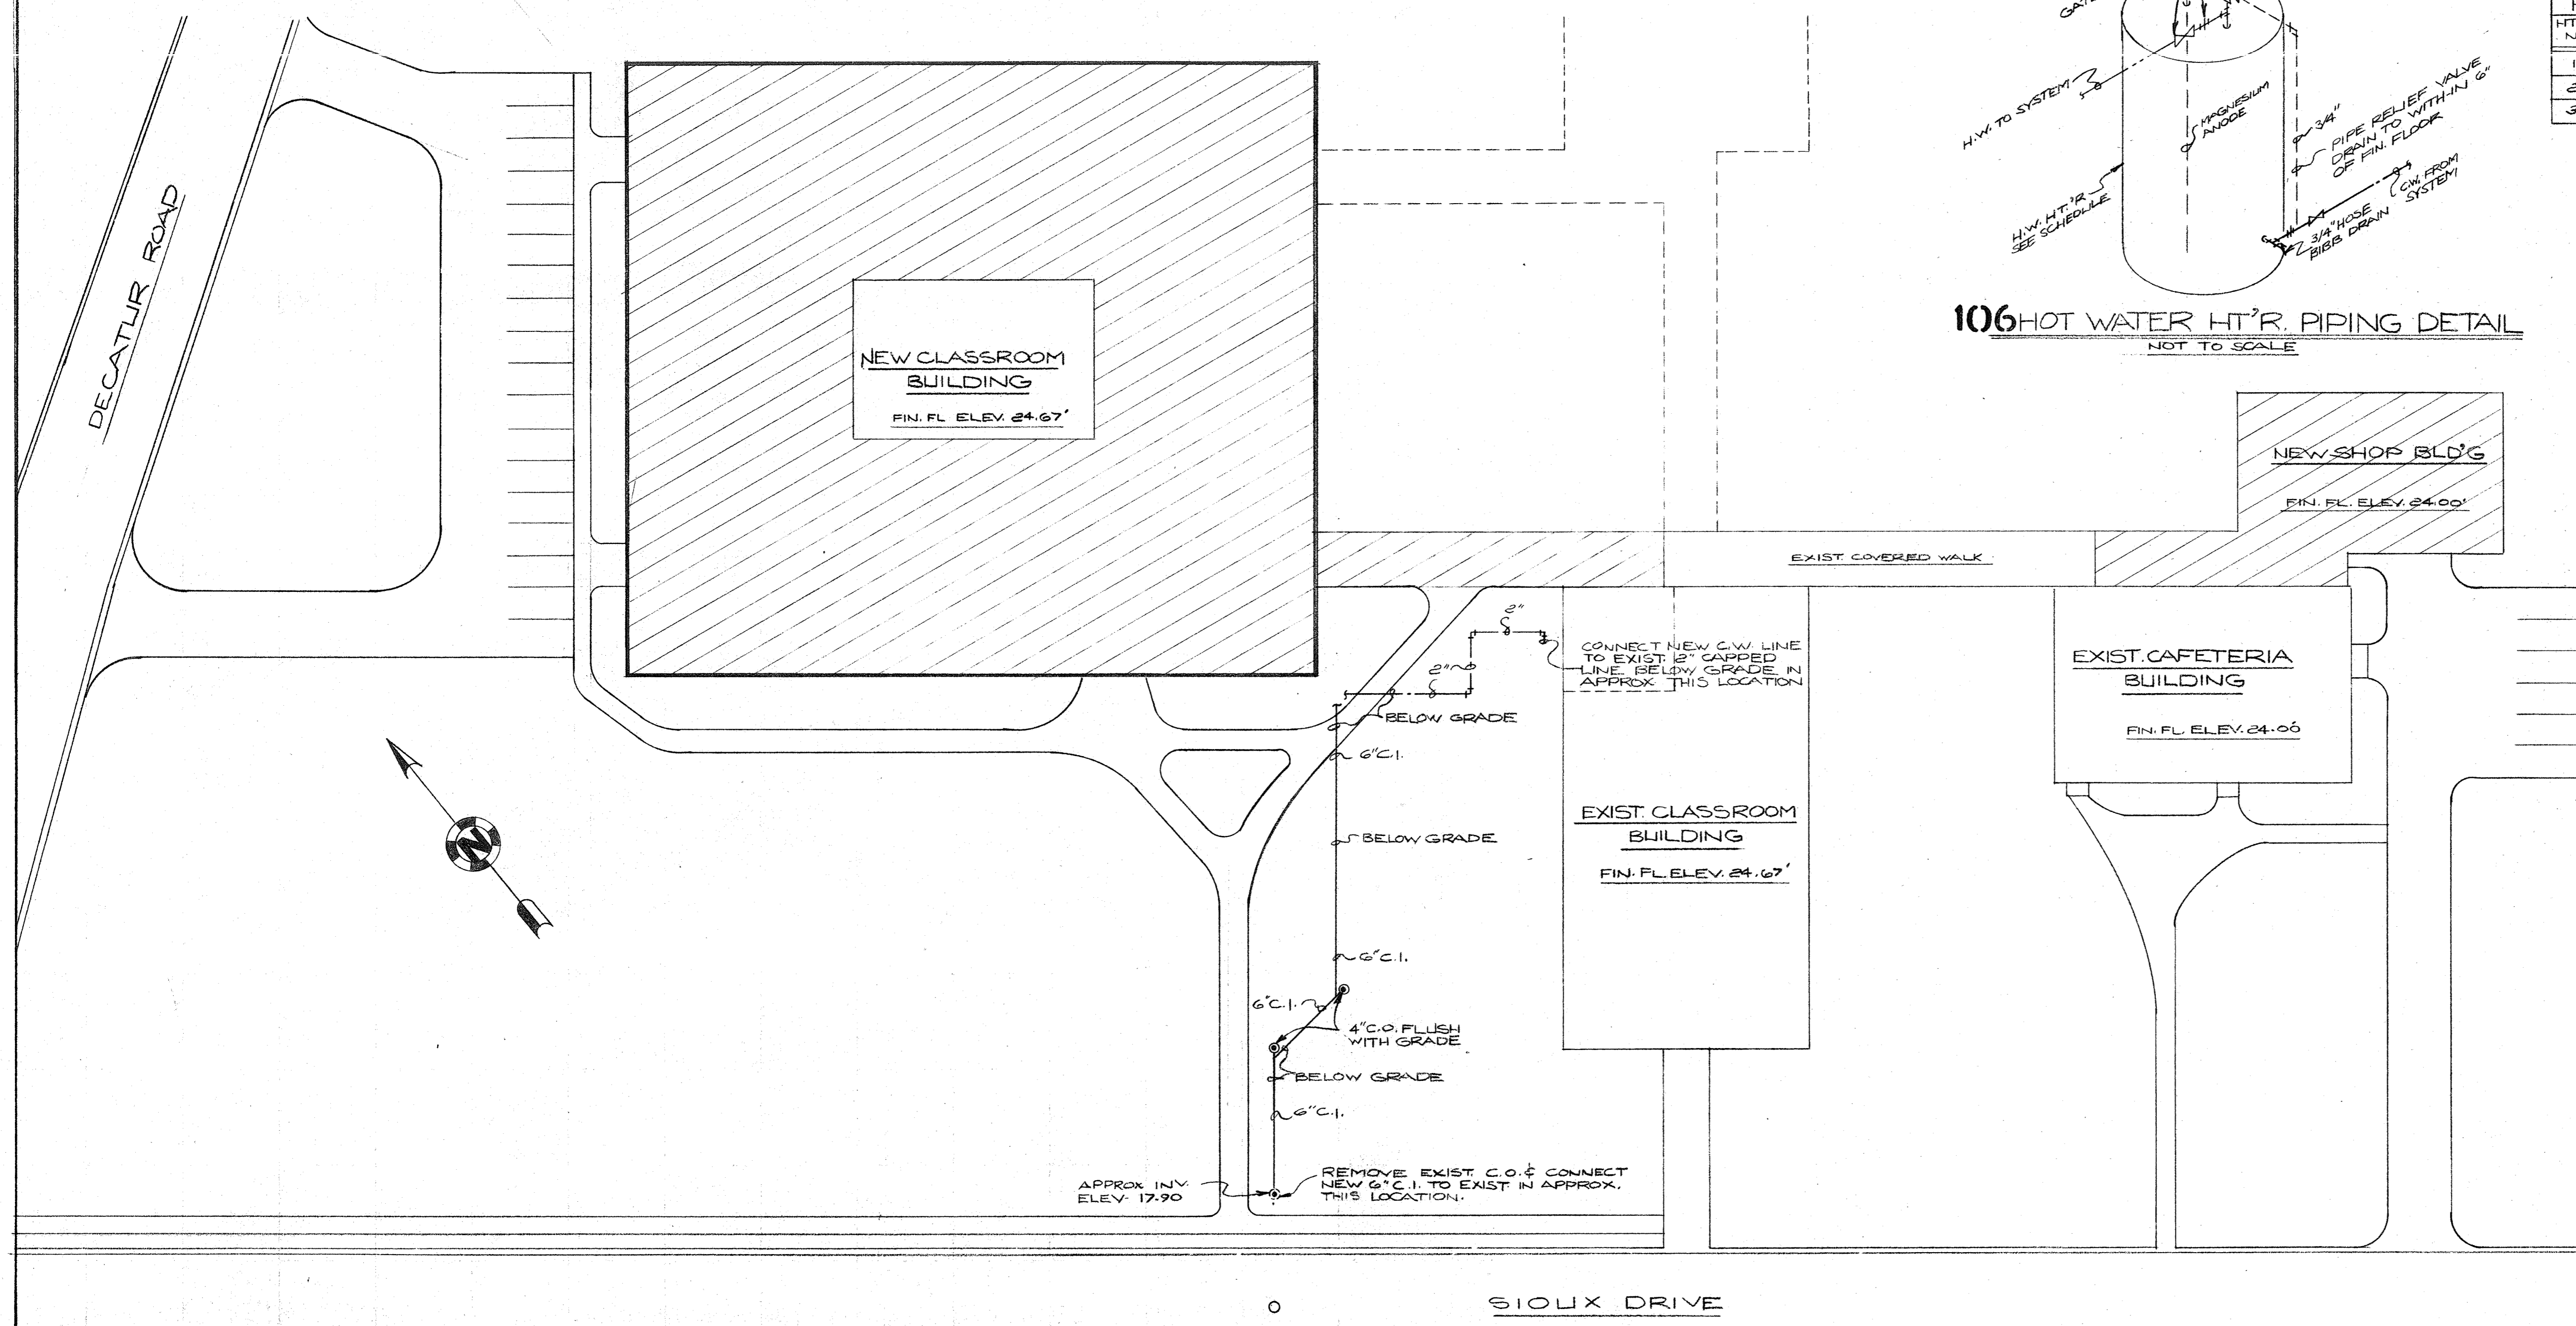 DECATUR ROAD
NEW CLASSROOM
BUILDING
FIN. FL ELEV. 24.67'
H.W. TO SYSTEM
MAGNESIUM
ANODE
3/4"
PIPE RELIEF VALVE
DRAIN TO WITH-IN 6"
OF FIN. FLOOR
C.W. FROM
SYSTEM
H.W. HT.'R
SEE SCHEDULE
3/4" HOSE
BIBB DRAIN
106 HOT WATER HT'R. PIPING DETAIL
NOT TO SCALE
NEW SHOP BLD'G
FIN. FL. ELEV. 24.00'
EXIST. COVERED WALK
2"
2"
CONNECT NEW C.W. LINE
TO EXIST. 2" CAPPED
LINE BELOW GRADE IN
APPROX THIS LOCATION
EXIST. CAFETERIA
BUILDING
FIN. FL. ELEV. 24.00'
BELOW GRADE
6" C.I.
BELOW GRADE
EXIST. CLASSROOM
BUILDING
FIN. FL. ELEV. 24.67'
N
6" C.I.
6" C.I.
4" C.O. FLUSH
WITH GRADE
BELOW GRADE
6" C.I.
APPROX INV.
ELEV- 17.90
REMOVE EXIST. C.O. & CONNECT
NEW 6" C.I. TO EXIST. IN APPROX.
THIS LOCATION.
SIOUX DRIVE